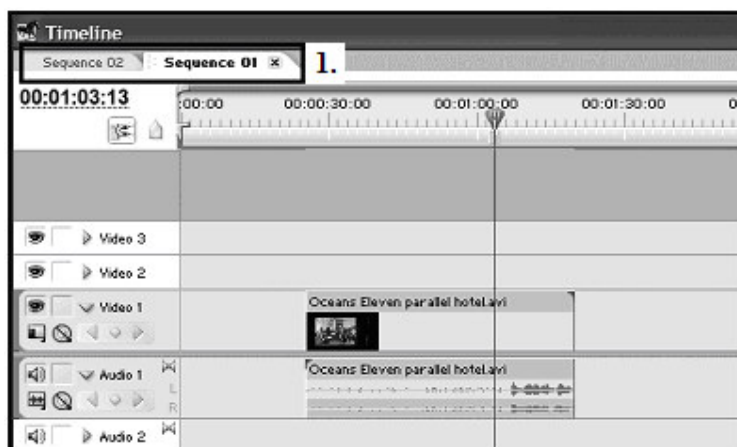 Timeline
Sequence 02 Sequence 01 1.
00:01:03:13
:00:00 00:00:30:00 00:01:00:00 00:01:30:00 0
Video 3
Video 2
Video 1 Oceans Eleven parallel hotel.avi
Audio 1 L Oceans Eleven parallel hotel.avi
R
Audio 2